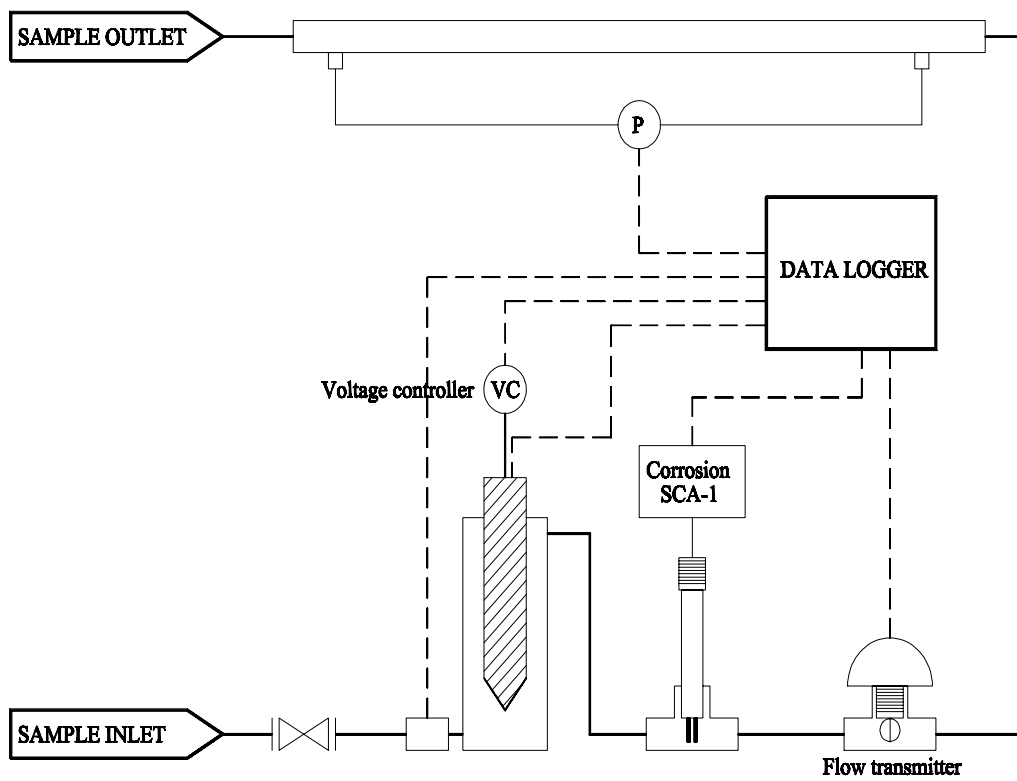 SAMPLE OUTLET
P
DATA LOGGER
Voltage controller
VC
Corrosion
SCA-1
SAMPLE INLET
Flow transmitter